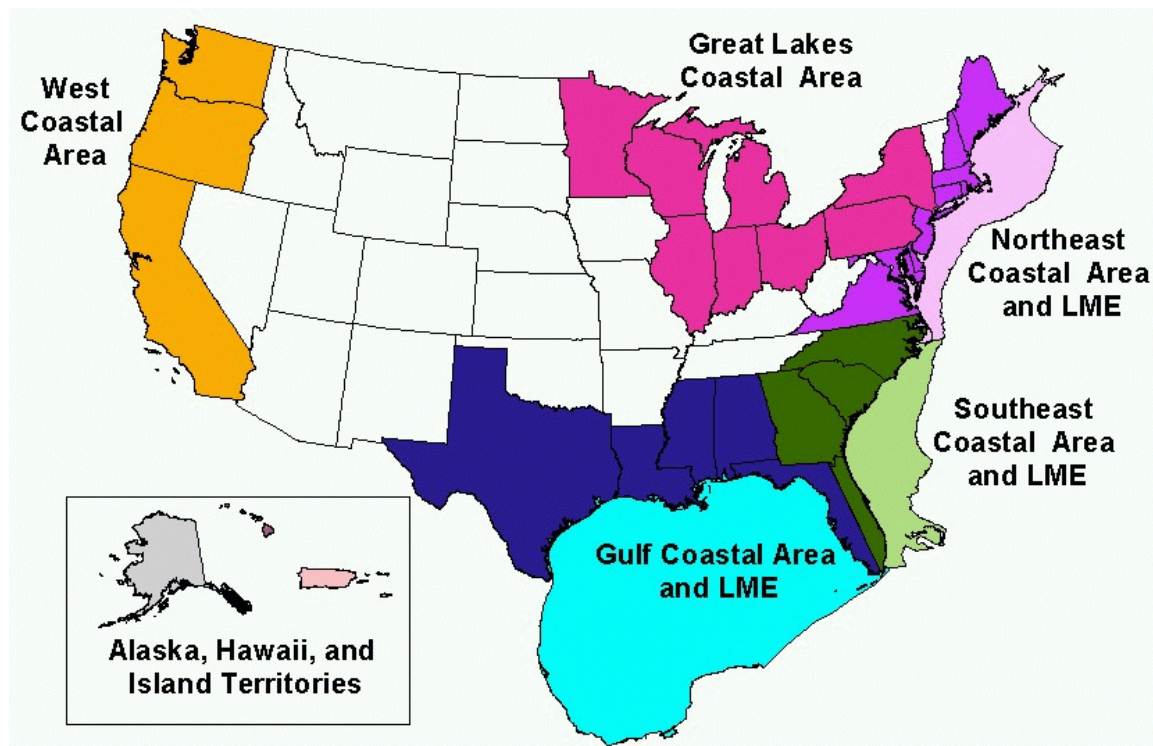 Great Lakes
Coastal Area
West
Coastal
Area
Northeast
Coastal Area
and LME
Southeast
Coastal Area
and LME
Gulf Coastal Area
and LME
Alaska, Hawaii, and
Island Territories